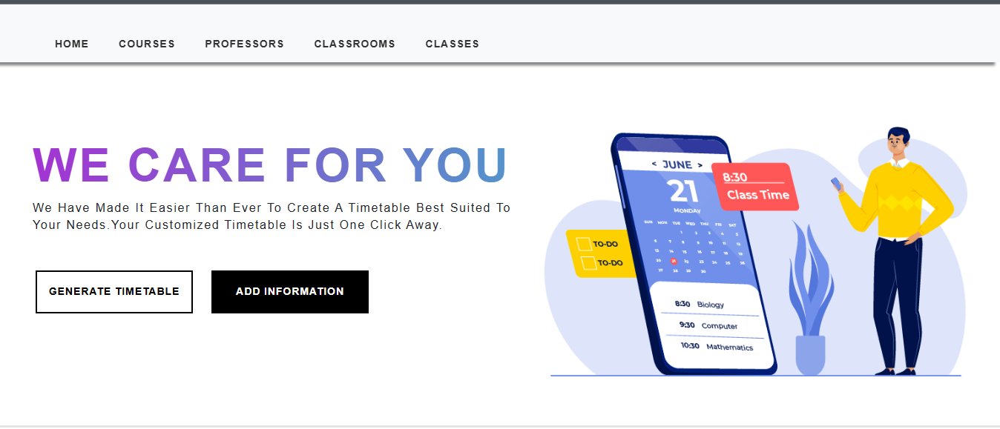 HOME COURSES PROFESSORS CLASSROOMS CLASSES
WE CARE FOR YOU
We Have Made It Easier Than Ever To Create A Timetable Best Suited To
Your Needs.Your Customized Timetable Is Just One Click Away.
GENERATE TIMETABLE ADD INFORMATION
< JUNE >
21
MONDAY
SUN MON TUE WED THU FRI SAT
1 2 3 4 5
6 7 8 9 10 11 12
13 14 15 16 17 18 19
20 21 22 23 24 25 26
27 28 29 30
8:30
Class Time
TO-DO
TO-DO
8:30 Biology
9:30 Computer
10:30 Mathematics